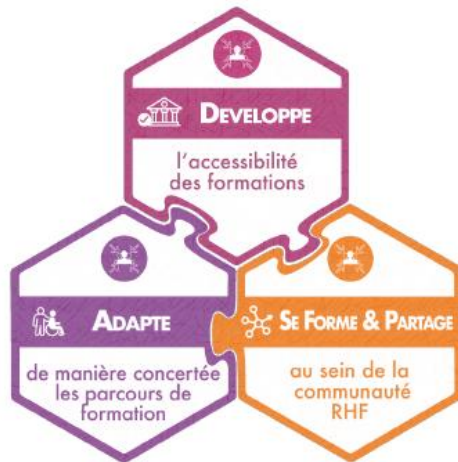 DEVELOPPE
l'accessibilité
des formations
ADAPTE
de manière concertée
les parcours de
formation
SE FORME & PARTAGE
au sein de la
communauté
RHF